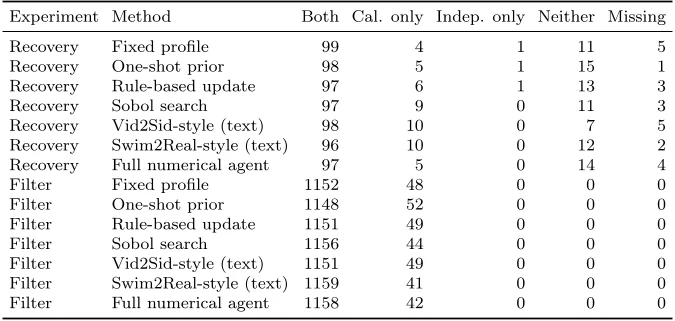 Experiment Method Both Cal. only Indep. only Neither Missing
Recovery Fixed profile 99 4 1 11 5
Recovery One-shot prior 98 5 1 15 1
Recovery Rule-based update 97 6 1 13 3
Recovery Sobol search 97 9 0 11 3
Recovery Vid2Sid-style (text) 98 10 0 7 5
Recovery Swim2Real-style (text) 96 10 0 12 2
Recovery Full numerical agent 97 5 0 14 4
Filter Fixed profile 1152 48 0 0 0
Filter One-shot prior 1148 52 0 0 0
Filter Rule-based update 1151 49 0 0 0
Filter Sobol search 1156 44 0 0 0
Filter Vid2Sid-style (text) 1151 49 0 0 0
Filter Swim2Real-style (text) 1159 41 0 0 0
Filter Full numerical agent 1158 42 0 0 0